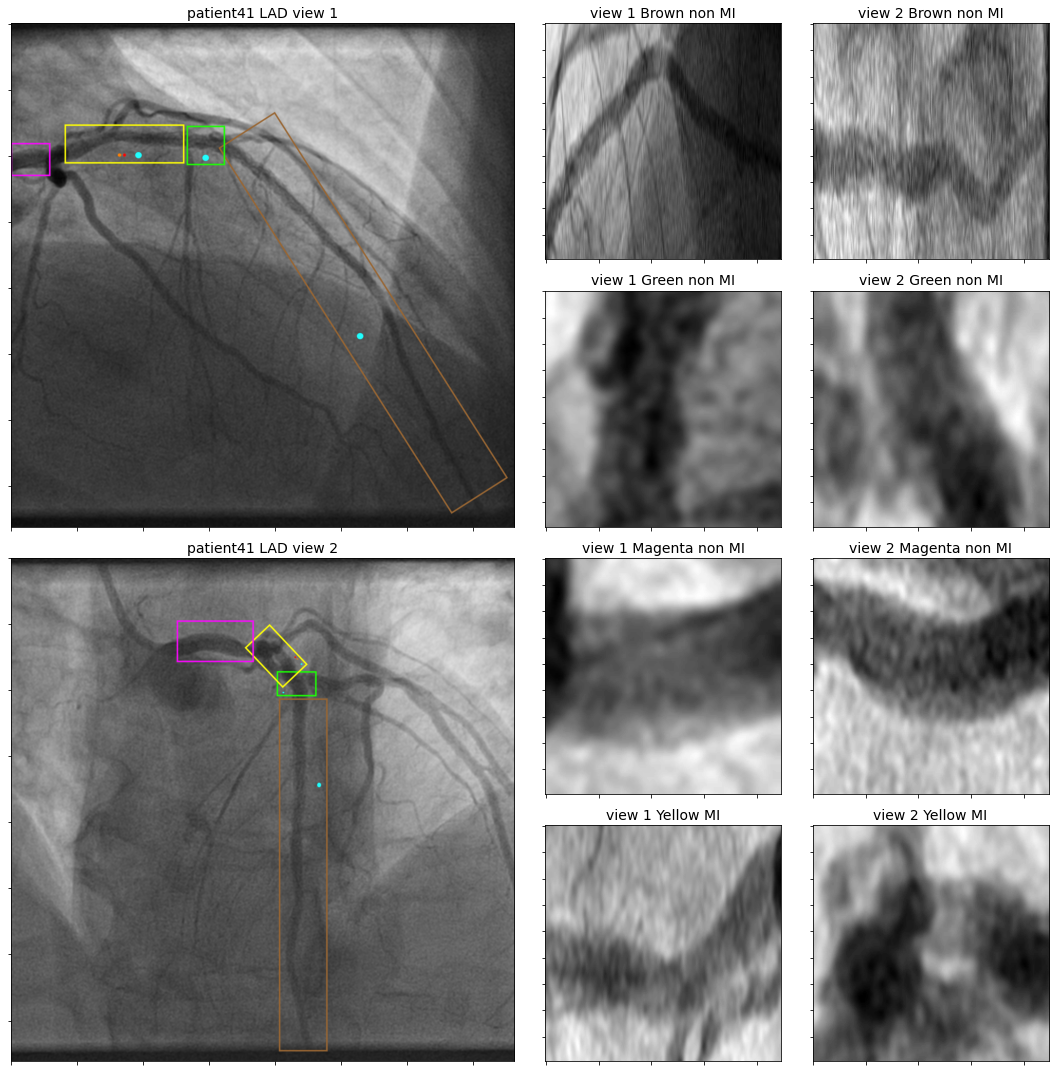 patient41 LAD view 1
view 1 Brown non MI
view 2 Brown non MI
view 1 Green non MI
view 2 Green non MI
patient41 LAD view 2
view 1 Magenta non MI
view 2 Magenta non MI
view 1 Yellow MI
view 2 Yellow MI